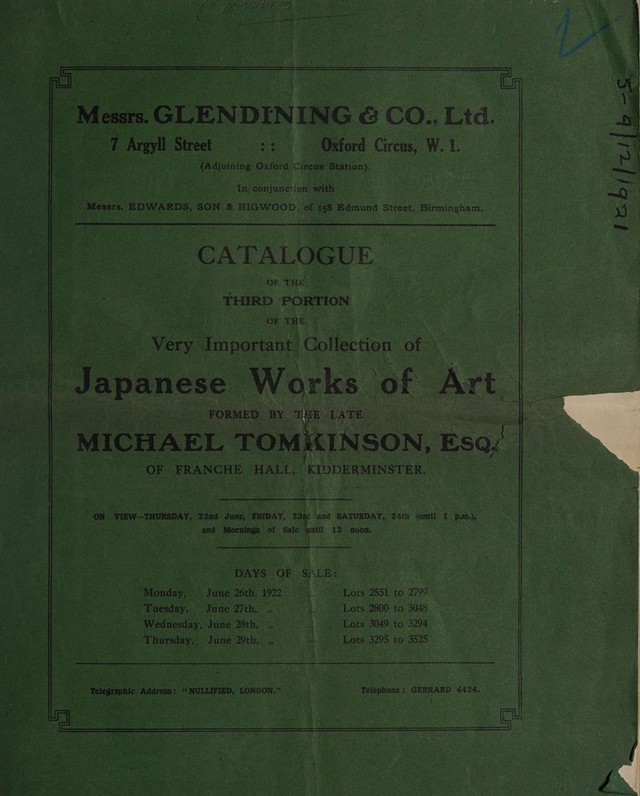 Messrs. GLENDINING & CO., Ltd.
7 Argyll Street : : Oxford Circus, W. 1.
(Adjoining Oxford Circus Station).
In conjunction with
Messrs. EDWARDS, SON & BIGWOOD, of 158 Edmund Street, Birmingham.
CATALOGUE
OF THE
THIRD PORTION
OF THE
Very Important Collection of
Japanese Works of Art
FORMED BY THE LATE
MICHAEL TOMKINSON, Esq.
OF FRANCHE HALL, KIDDERMINSTER.
ON VIEW—THURSDAY, 22nd June, FRIDAY, 23rd and SATURDAY, 24th (until 1 p.m.),
and Mornings of Sale until 12 noon.
DAYS OF SALE:
Monday, June 26th, 1922 Lots 2551 to 2799
Tuesday, June 27th, „ ... Lots 2800 to 3048
Wednesday, June 28th, „ Lots 3049 to 3294
Thursday, June 29th, „ ... Lots 3295 to 3525
Telegraphic Address: "NULLIFIED, LONDON."
Telephone: GERRARD 4424.
5-9/12/1921